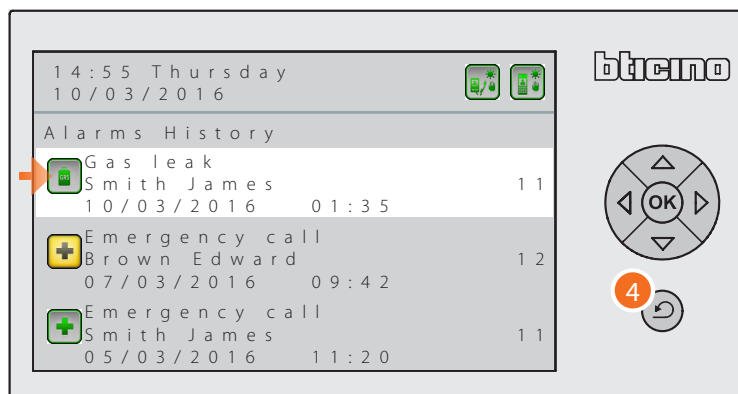 14:55 Thursday
10/03/2016
bticino
Alarms History
Gas leak
GAS
Smith James 11
10/03/2016 01:35
Emergency call
Brown Edward 12
07/03/2016 09:42
Emergency call
Smith James 11
05/03/2016 11:20
OK
4